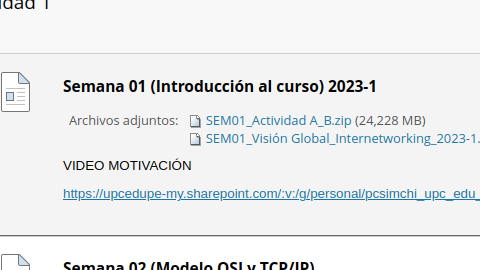 idad 1
Semana 01 (Introducción al curso) 2023-1
Archivos adjuntos: SEM01_Actividad A_B.zip (24,228 MB)
SEM01_Visión Global_Internetworking_2023-1.
VIDEO MOTIVACIÓN
https://upcedupe-my.sharepoint.com/:v:/g/personal/pcsimchi_upc_edu_
Semana 02 (Modelo OSI y TCP/IP)